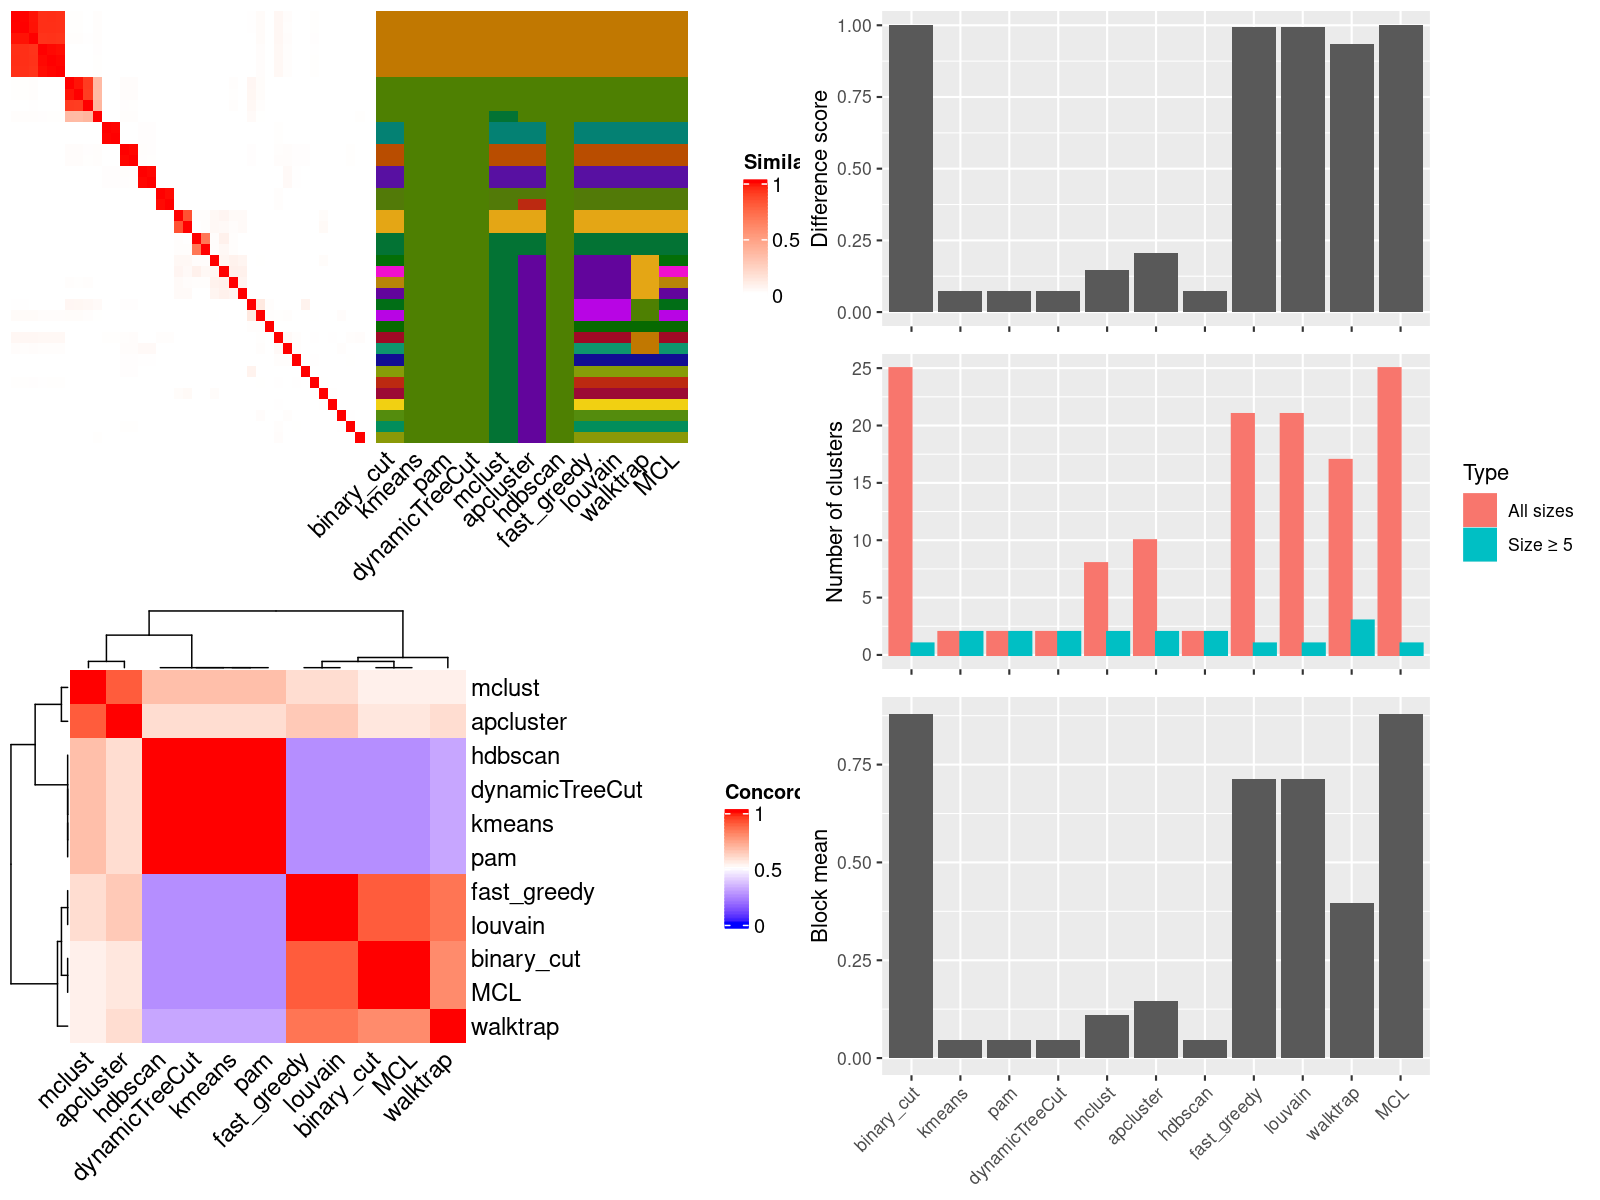 Simila
1
0.5
0
binary_cut
kmeans
pam
dynamicTreeCut
mclust
apcluster
hdbscan
fast_greedy
louvain
walktrap
MCL
mclust
apcluster
hdbscan
dynamicTreeCut
kmeans
pam
fast_greedy
louvain
binary_cut
MCL
walktrap
mclust
apcluster
hdbscan
dynamicTreeCut
kmeans
pam
fast_greedy
louvain
binary_cut
MCL
walktrap
Concord
1
0.5
0
Difference score
1.00
0.75
0.50
0.25
0.00
Number of clusters
25
20
15
10
5
0
Type
All sizes
Size ≥ 5
Block mean
0.75
0.50
0.25
0.00
binary_cut
kmeans
pam
dynamicTreeCut
mclust
apcluster
hdbscan
fast_greedy
louvain
walktrap
MCL